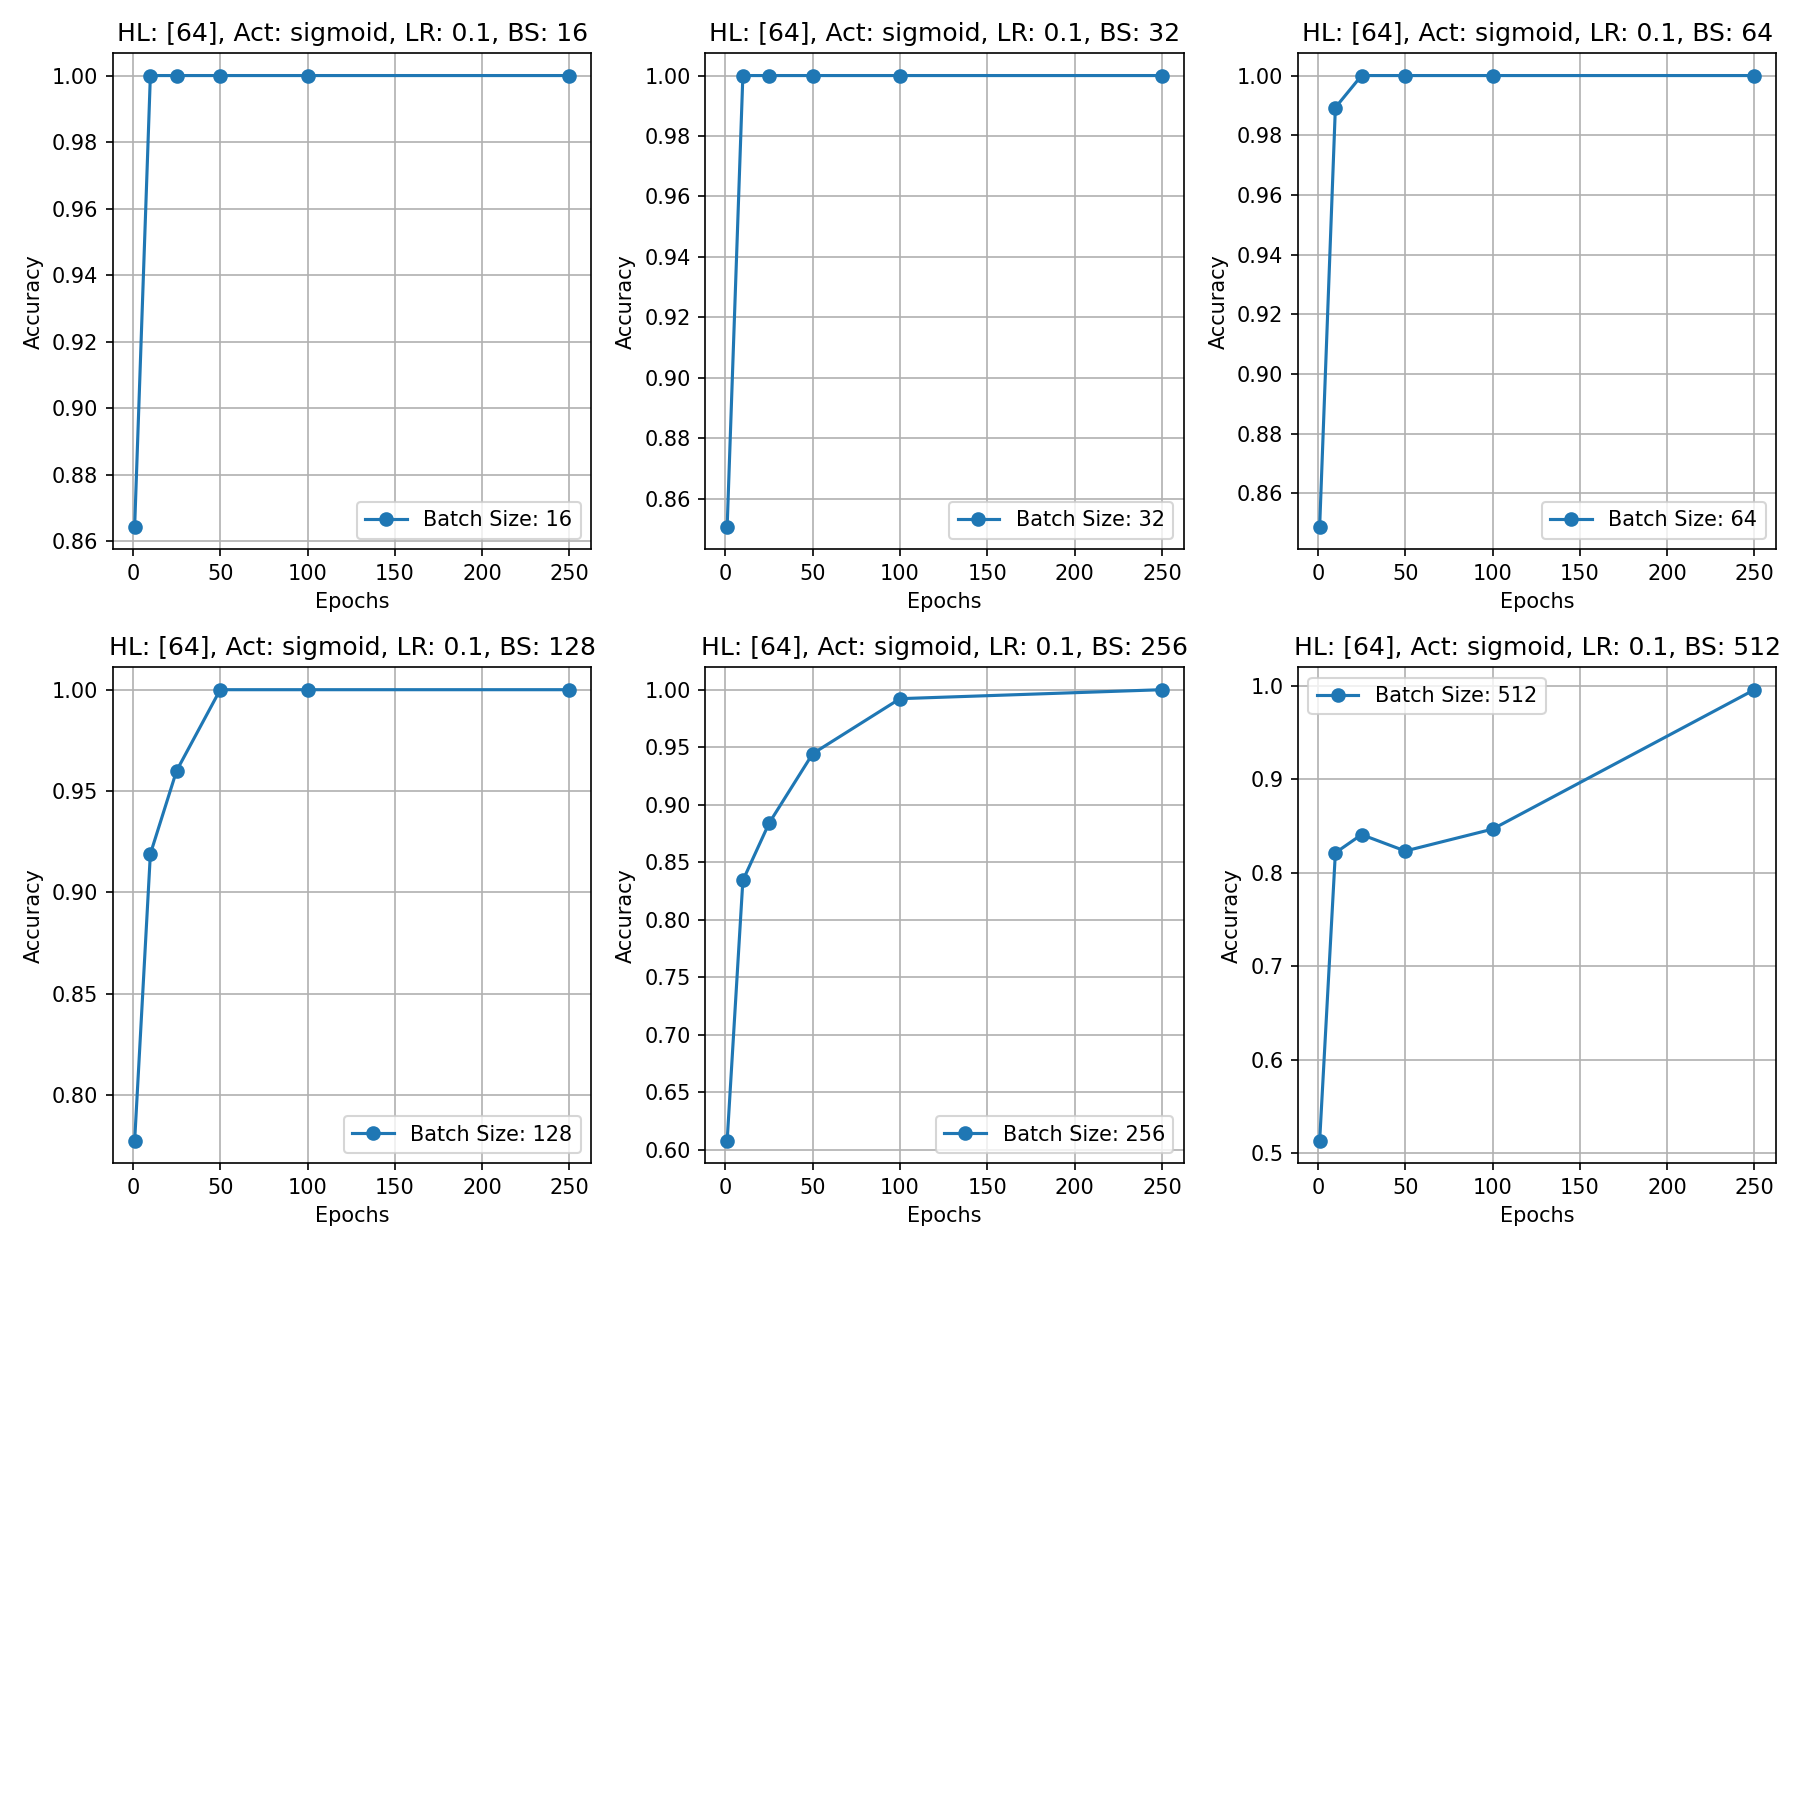 HL: [64], Act: sigmoid, LR: 0.1, BS: 16
1.00
0.98
0.96
0.94
0.92
0.90
0.88
0.86
Accuracy
Batch Size: 16
0 50 100 150 200 250
Epochs
HL: [64], Act: sigmoid, LR: 0.1, BS: 32
1.00
0.98
0.96
0.94
0.92
0.90
0.88
0.86
Accuracy
Batch Size: 32
0 50 100 150 200 250
Epochs
HL: [64], Act: sigmoid, LR: 0.1, BS: 64
1.00
0.98
0.96
0.94
0.92
0.90
0.88
0.86
Accuracy
Batch Size: 64
0 50 100 150 200 250
Epochs
HL: [64], Act: sigmoid, LR: 0.1, BS: 128
1.00
0.95
0.90
0.85
0.80
Accuracy
Batch Size: 128
0 50 100 150 200 250
Epochs
HL: [64], Act: sigmoid, LR: 0.1, BS: 256
1.00
0.95
0.90
0.85
0.80
0.75
0.70
0.65
0.60
Accuracy
Batch Size: 256
0 50 100 150 200 250
Epochs
HL: [64], Act: sigmoid, LR: 0.1, BS: 512
Batch Size: 512
1.0
0.9
0.8
0.7
0.6
0.5
Accuracy
0 50 100 150 200 250
Epochs